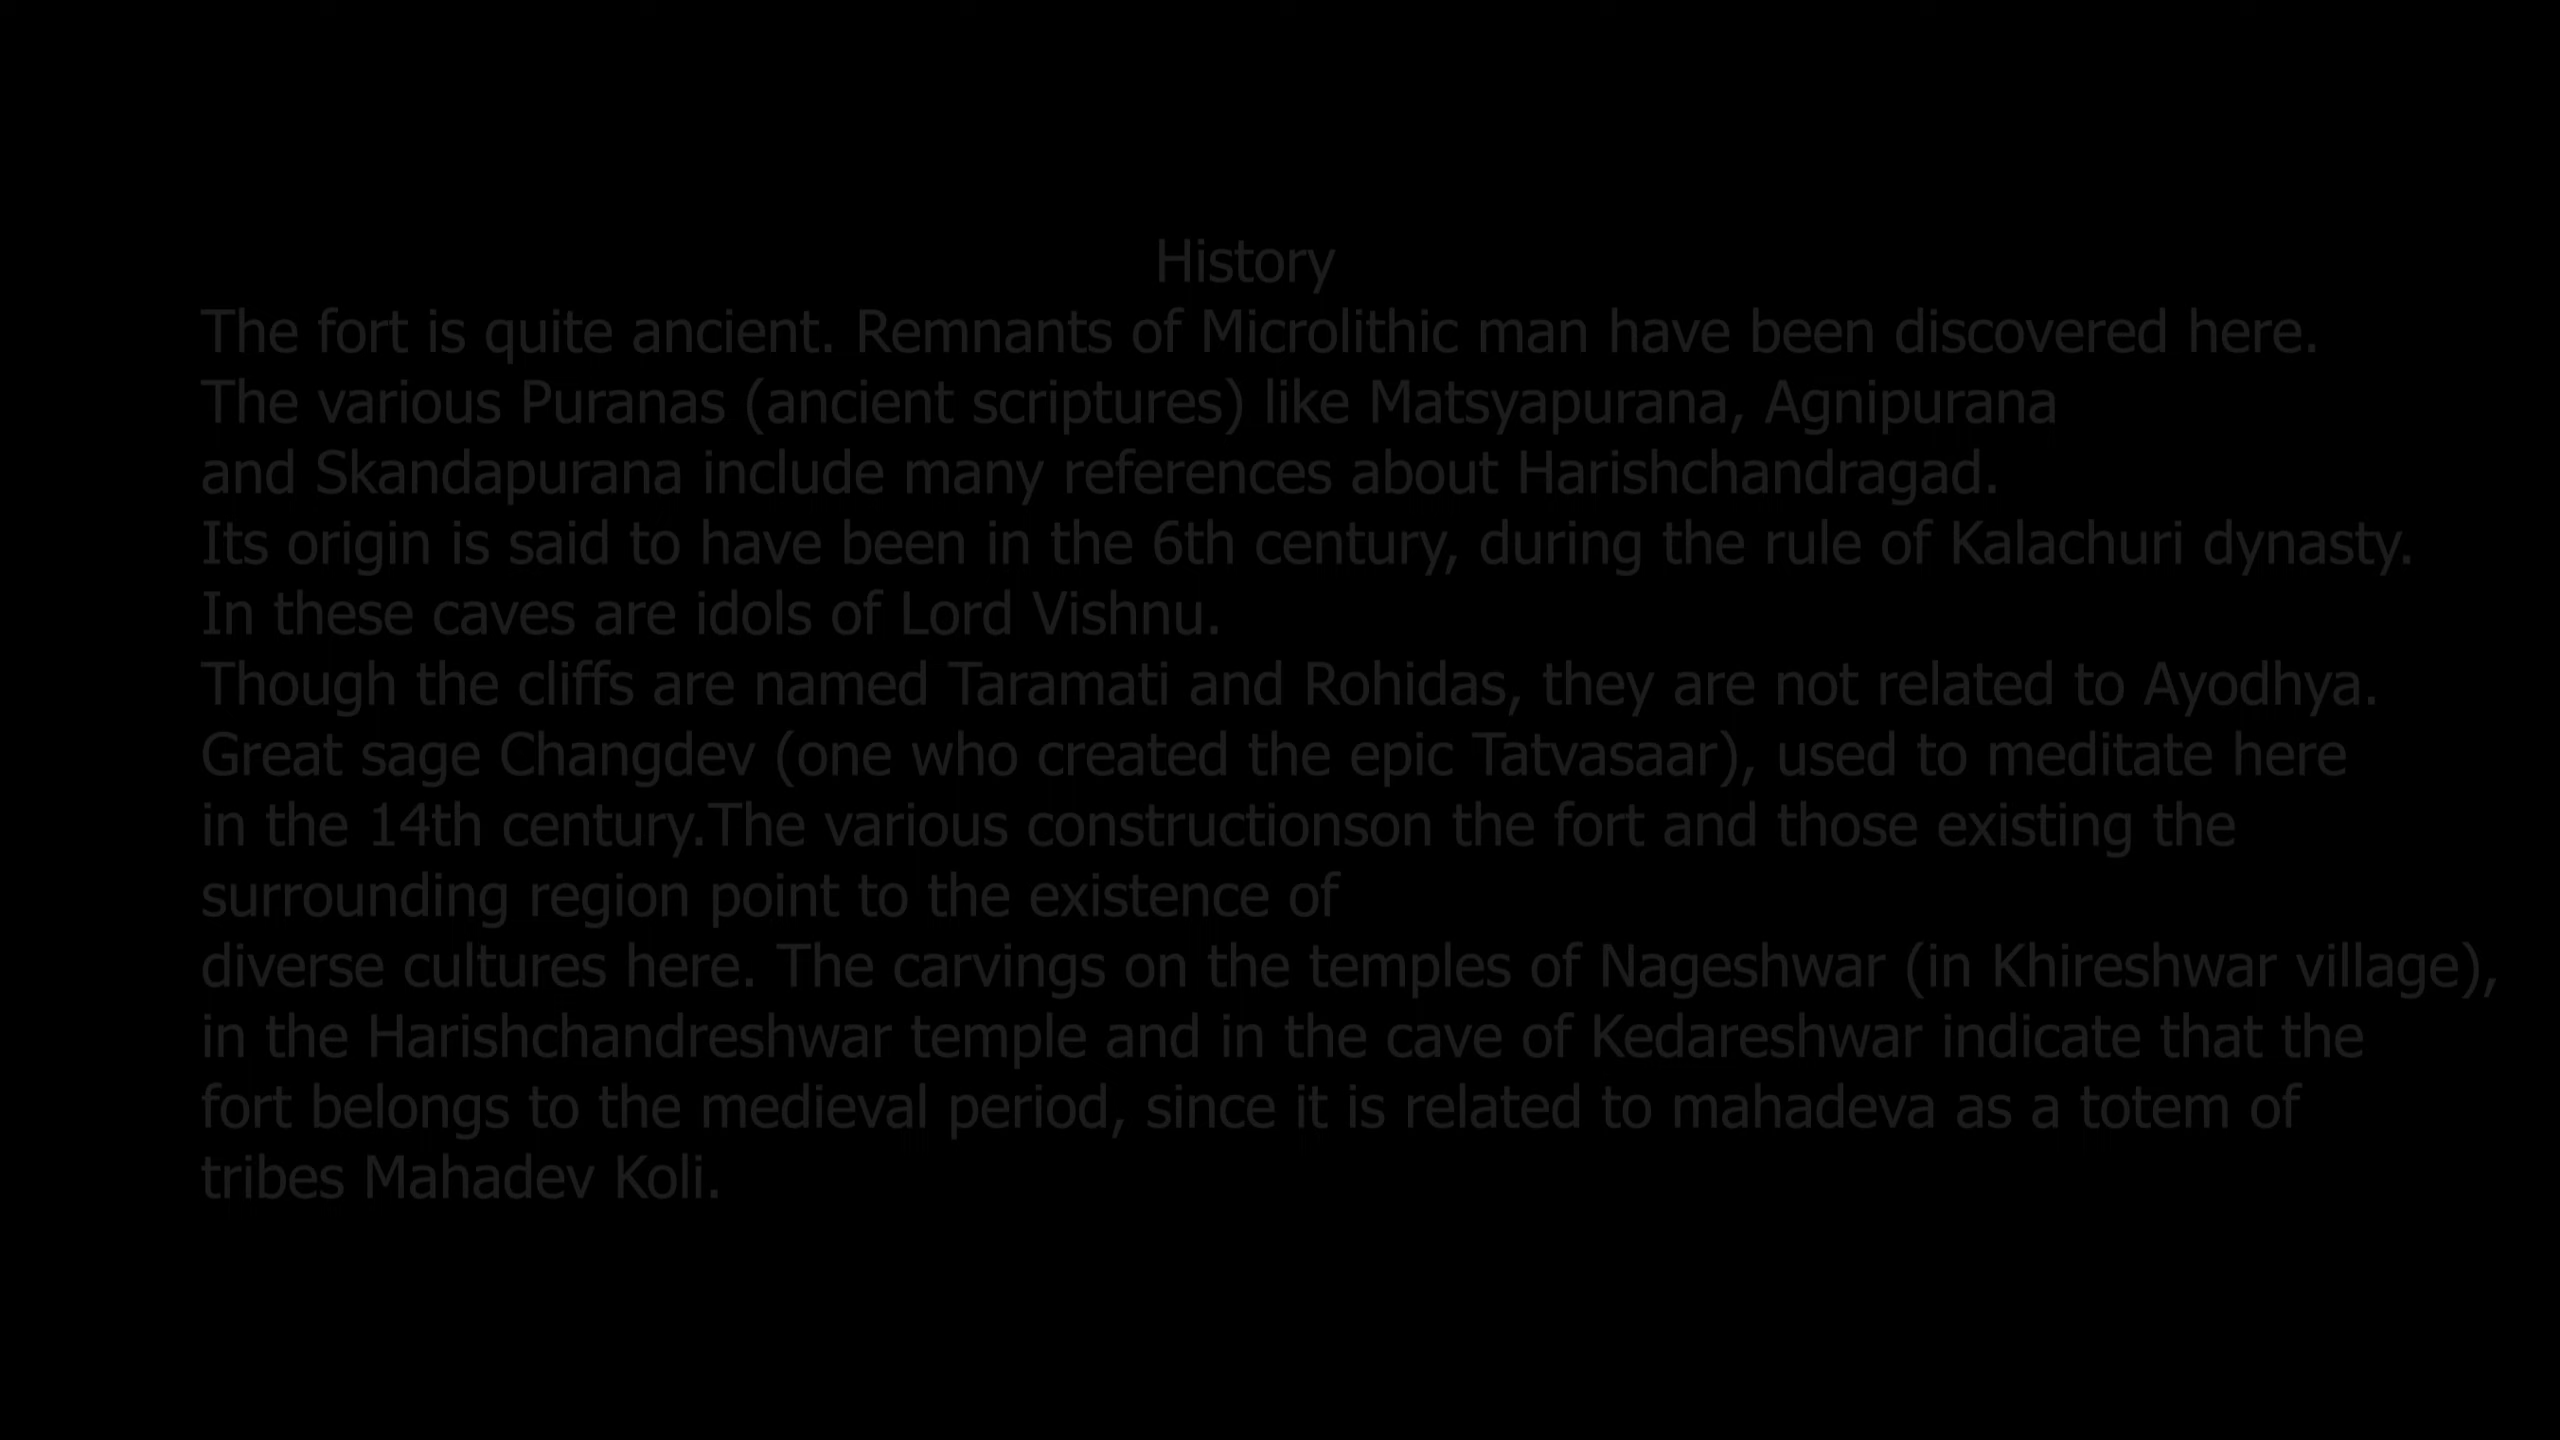 History
The fort is quite ancient. Remnants of Microlithic man have been discovered here.
The various Puranas (ancient scriptures) like Matsyapurana, Agnipurana
and Skandapurana include many references about Harishchandragad.
Its origin is said to have been in the 6th century, during the rule of Kalachuri dynasty.
In these caves are idols of Lord Vishnu.
Though the cliffs are named Taramati and Rohidas, they are not related to Ayodhya.
Great sage Changdev (one who created the epic Tatvasaar), used to meditate here
in the 14th century.The various constructionson the fort and those existing the
surrounding region point to the existence of
diverse cultures here. The carvings on the temples of Nageshwar (in Khireshwar village),
in the Harishchandreshwar temple and in the cave of Kedareshwar indicate that the
fort belongs to the medieval period, since it is related to mahadeva as a totem of
tribes Mahadev Koli.